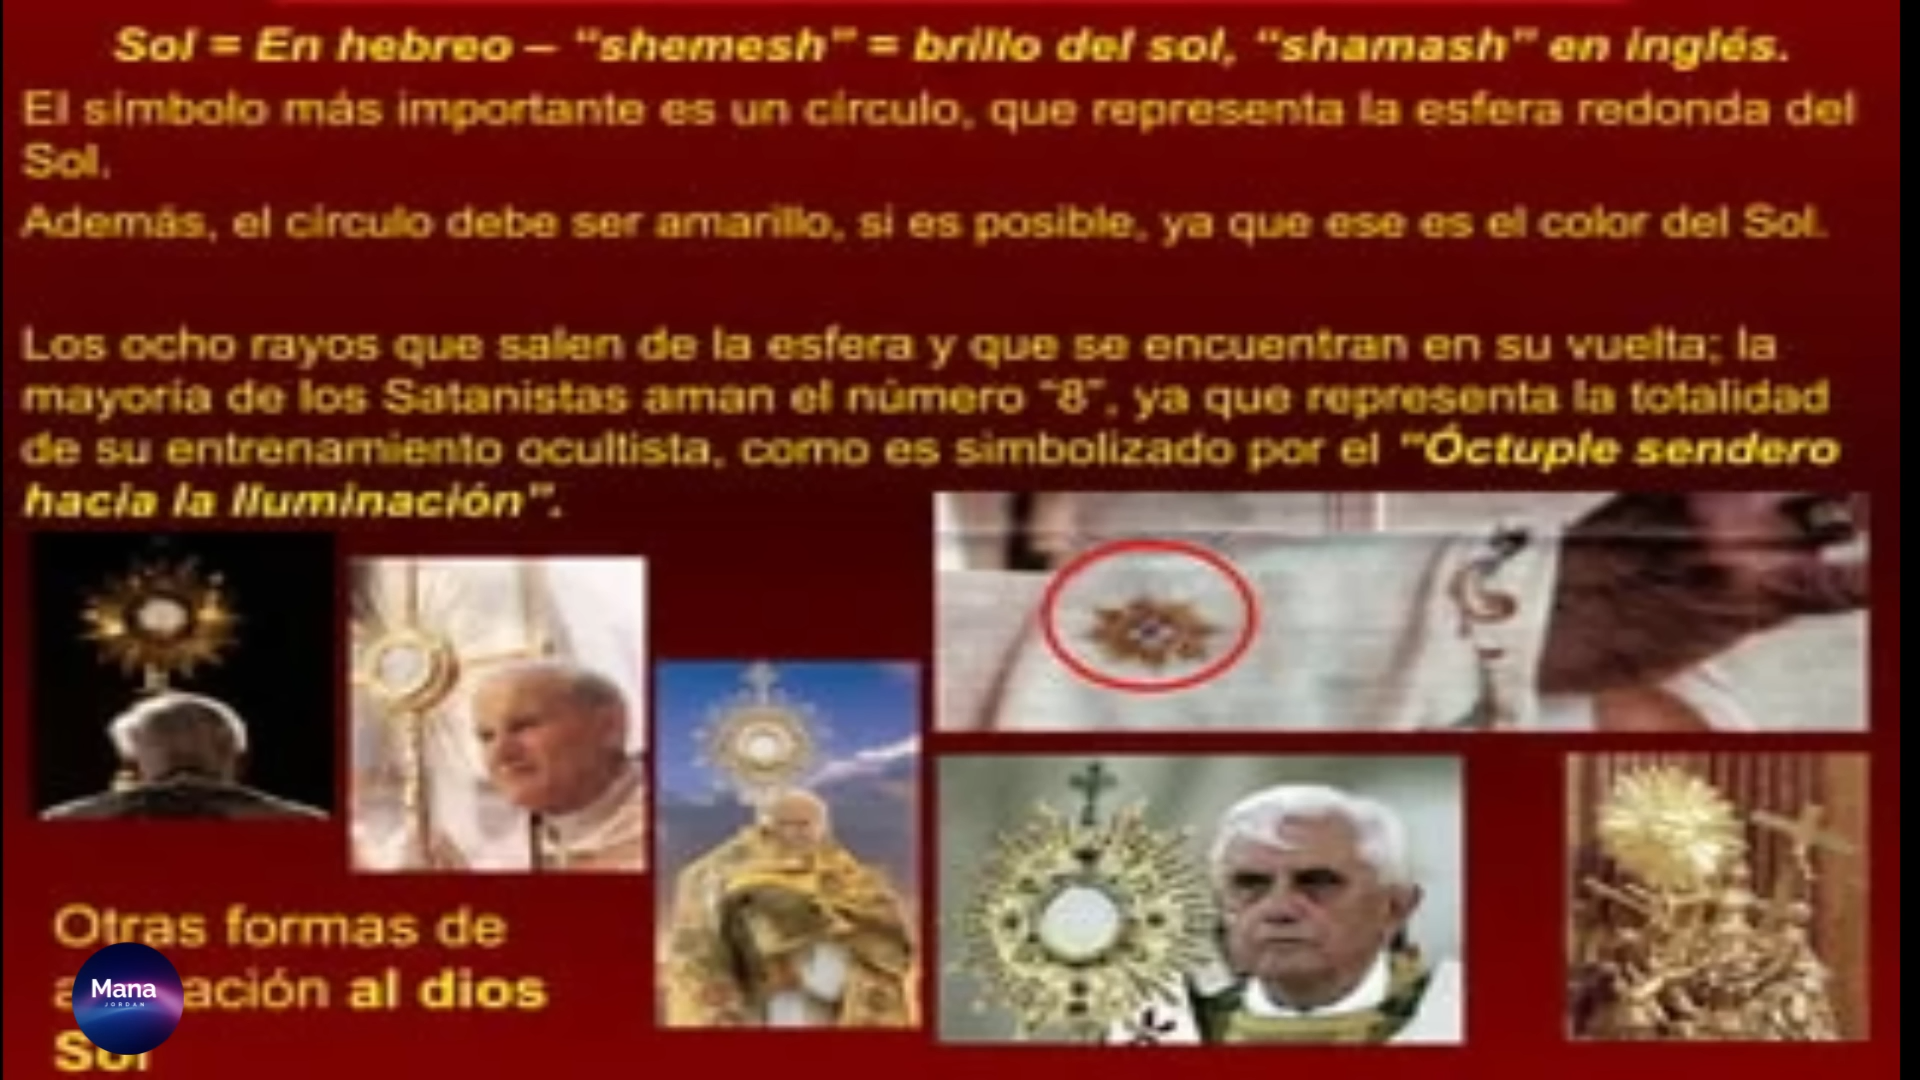 Sol = En hebreo – “shemesh” = brillo del sol, “shamash” en inglés.
El símbolo más importante es un círculo, que representa la esfera redonda del
Sol.
Además, el círculo debe ser amarillo, si es posible, ya que ese es el color del Sol.
Los ocho rayos que salen de la esfera y que se encuentran en su vuelta; la
mayoría de los Satanistas aman el número “8”, ya que representa la totalidad
de su entrenamiento ocultista, como es simbolizado por el “Óctuple sendero
hacia la Iluminación”.
Otras formas de
al dios
Sol
Mana
JORDAN